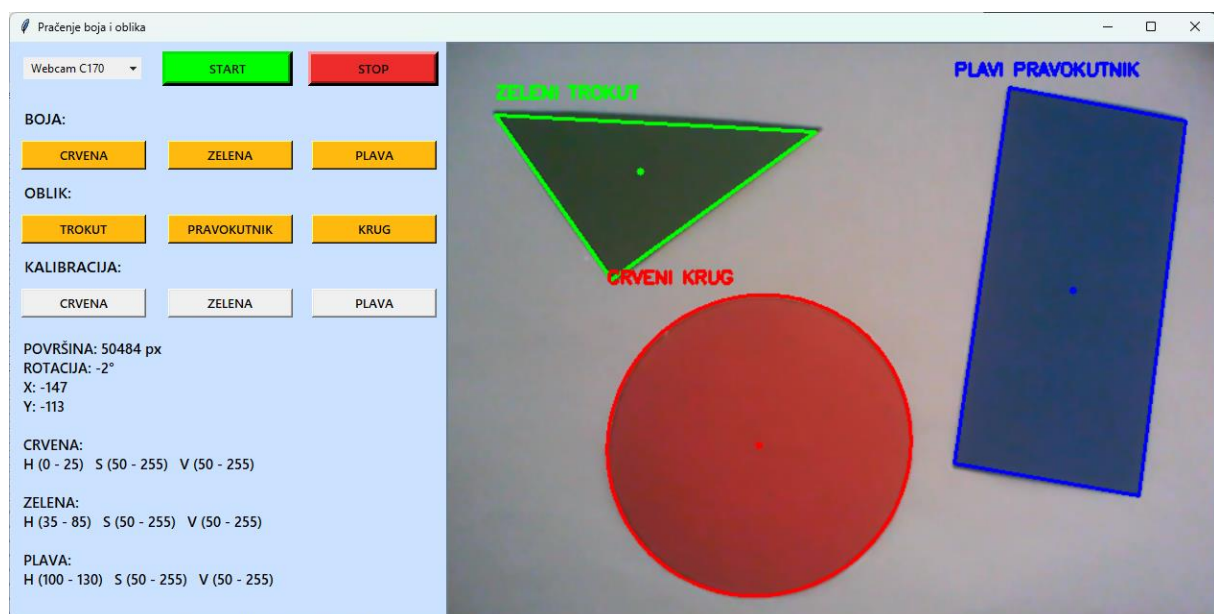 Pračenje boja i oblika
Webcam C170
START
STOP
BOJA:
CRVENA
ZELENA
PLAVA
OBLIK:
TROKUT
PRAVOKUTNIK
KRUG
KALIBRACIJA:
CRVENA
ZELENA
PLAVA
POVRŠINA: 50484 px
ROTACIJA: -2°
X: -147
Y: -113
CRVENA:
H (0 - 25) S (50 - 255) V (50 - 255)
ZELENA:
H (35 - 85) S (50 - 255) V (50 - 255)
PLAVA:
H (100 - 130) S (50 - 255) V (50 - 255)
PLAVI PRAVOKUTNIK
ZELENI TROKUT
CRVENI KRUG